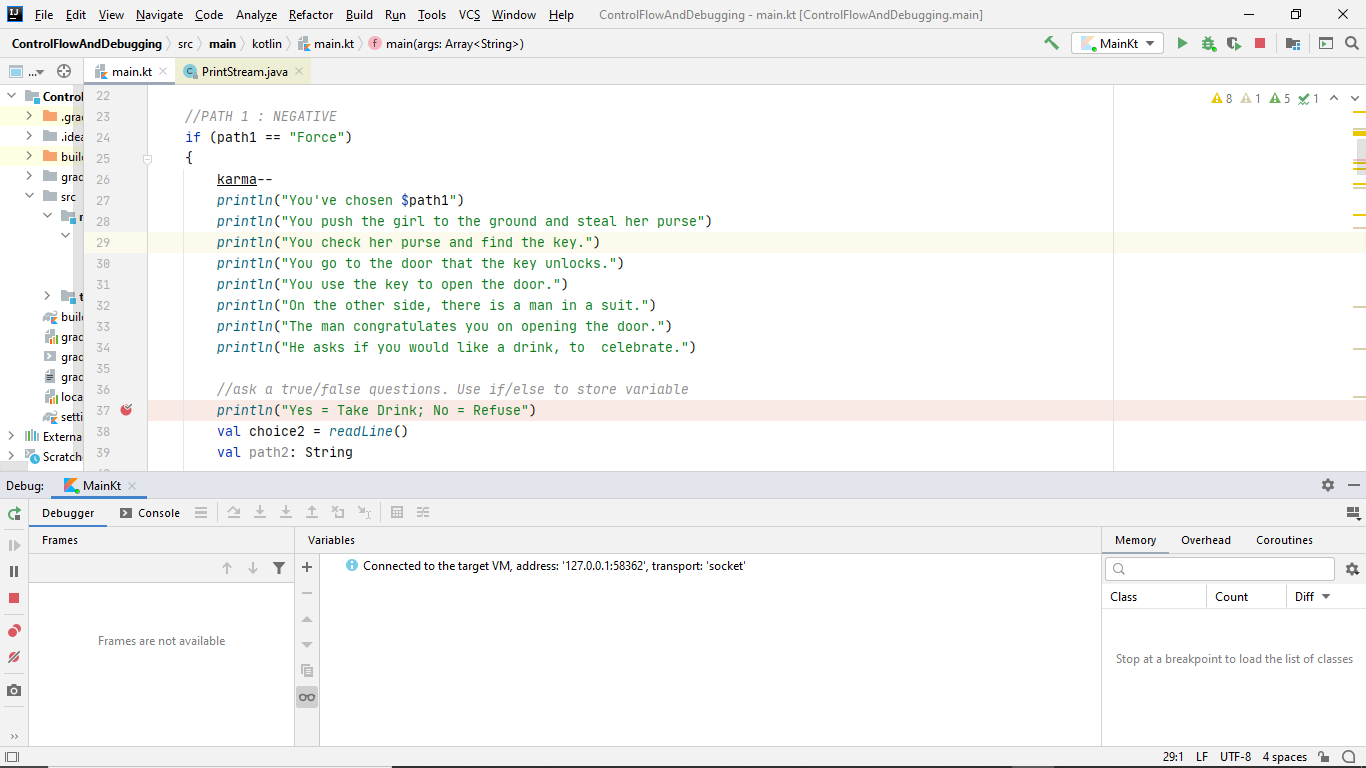 File Edit View Navigate Code Analyze Refactor Build Run Tools VCS Window Help ControlFlowAndDebugging - main.kt [ControlFlowAndDebugging.main]
ControlFlowAndDebugging src main kotlin main.kt main(args: Array<String>) MainKt
... main.kt PrintStream.java
8 1 5 1
Control
.grad
.idea
build
grad
src
t
build
grad
grad
grad
loca
setti
Externa
Scratch
22
23 //PATH 1 : NEGATIVE
24 if (path1 == "Force")
25 {
26 karma--
27 println("You've chosen $path1")
28 println("You push the girl to the ground and steal her purse")
29 println("You check her purse and find the key.")
30 println("You go to the door that the key unlocks.")
31 println("You use the key to open the door.")
32 println("On the other side, there is a man in a suit.")
33 println("The man congratulates you on opening the door.")
34 println("He asks if you would like a drink, to  celebrate.")
35
36 //ask a true/false questions. Use if/else to store variable
37 println("Yes = Take Drink; No = Refuse")
38 val choice2 = readLine()
39 val path2: String
Debug: MainKt
Debugger Console
Frames Variables Memory Overhead Coroutines
Connected to the target VM, address: '127.0.0.1:58362', transport: 'socket'
Class Count Diff
Frames are not available
Stop at a breakpoint to load the list of classes
29:1 LF UTF-8 4 spaces